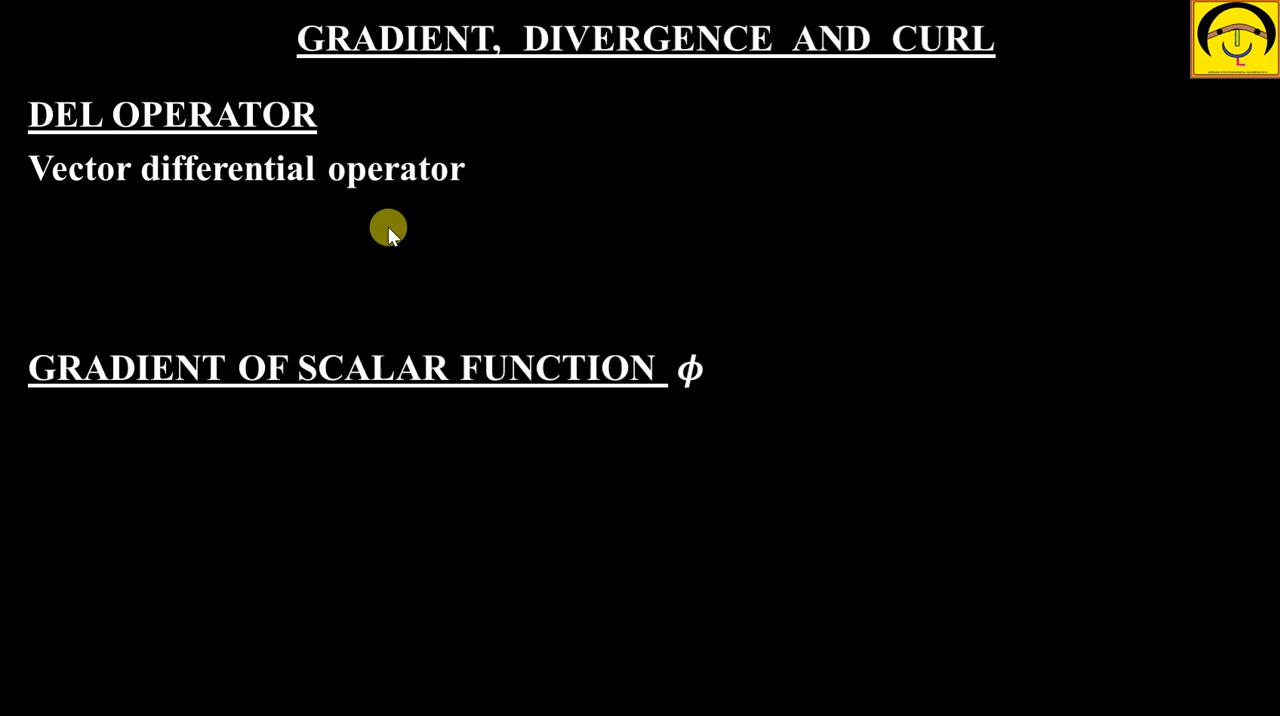 GRADIENT, DIVERGENCE AND CURL
DEL OPERATOR
Vector differential operator
GRADIENT OF SCALAR FUNCTION ϕ